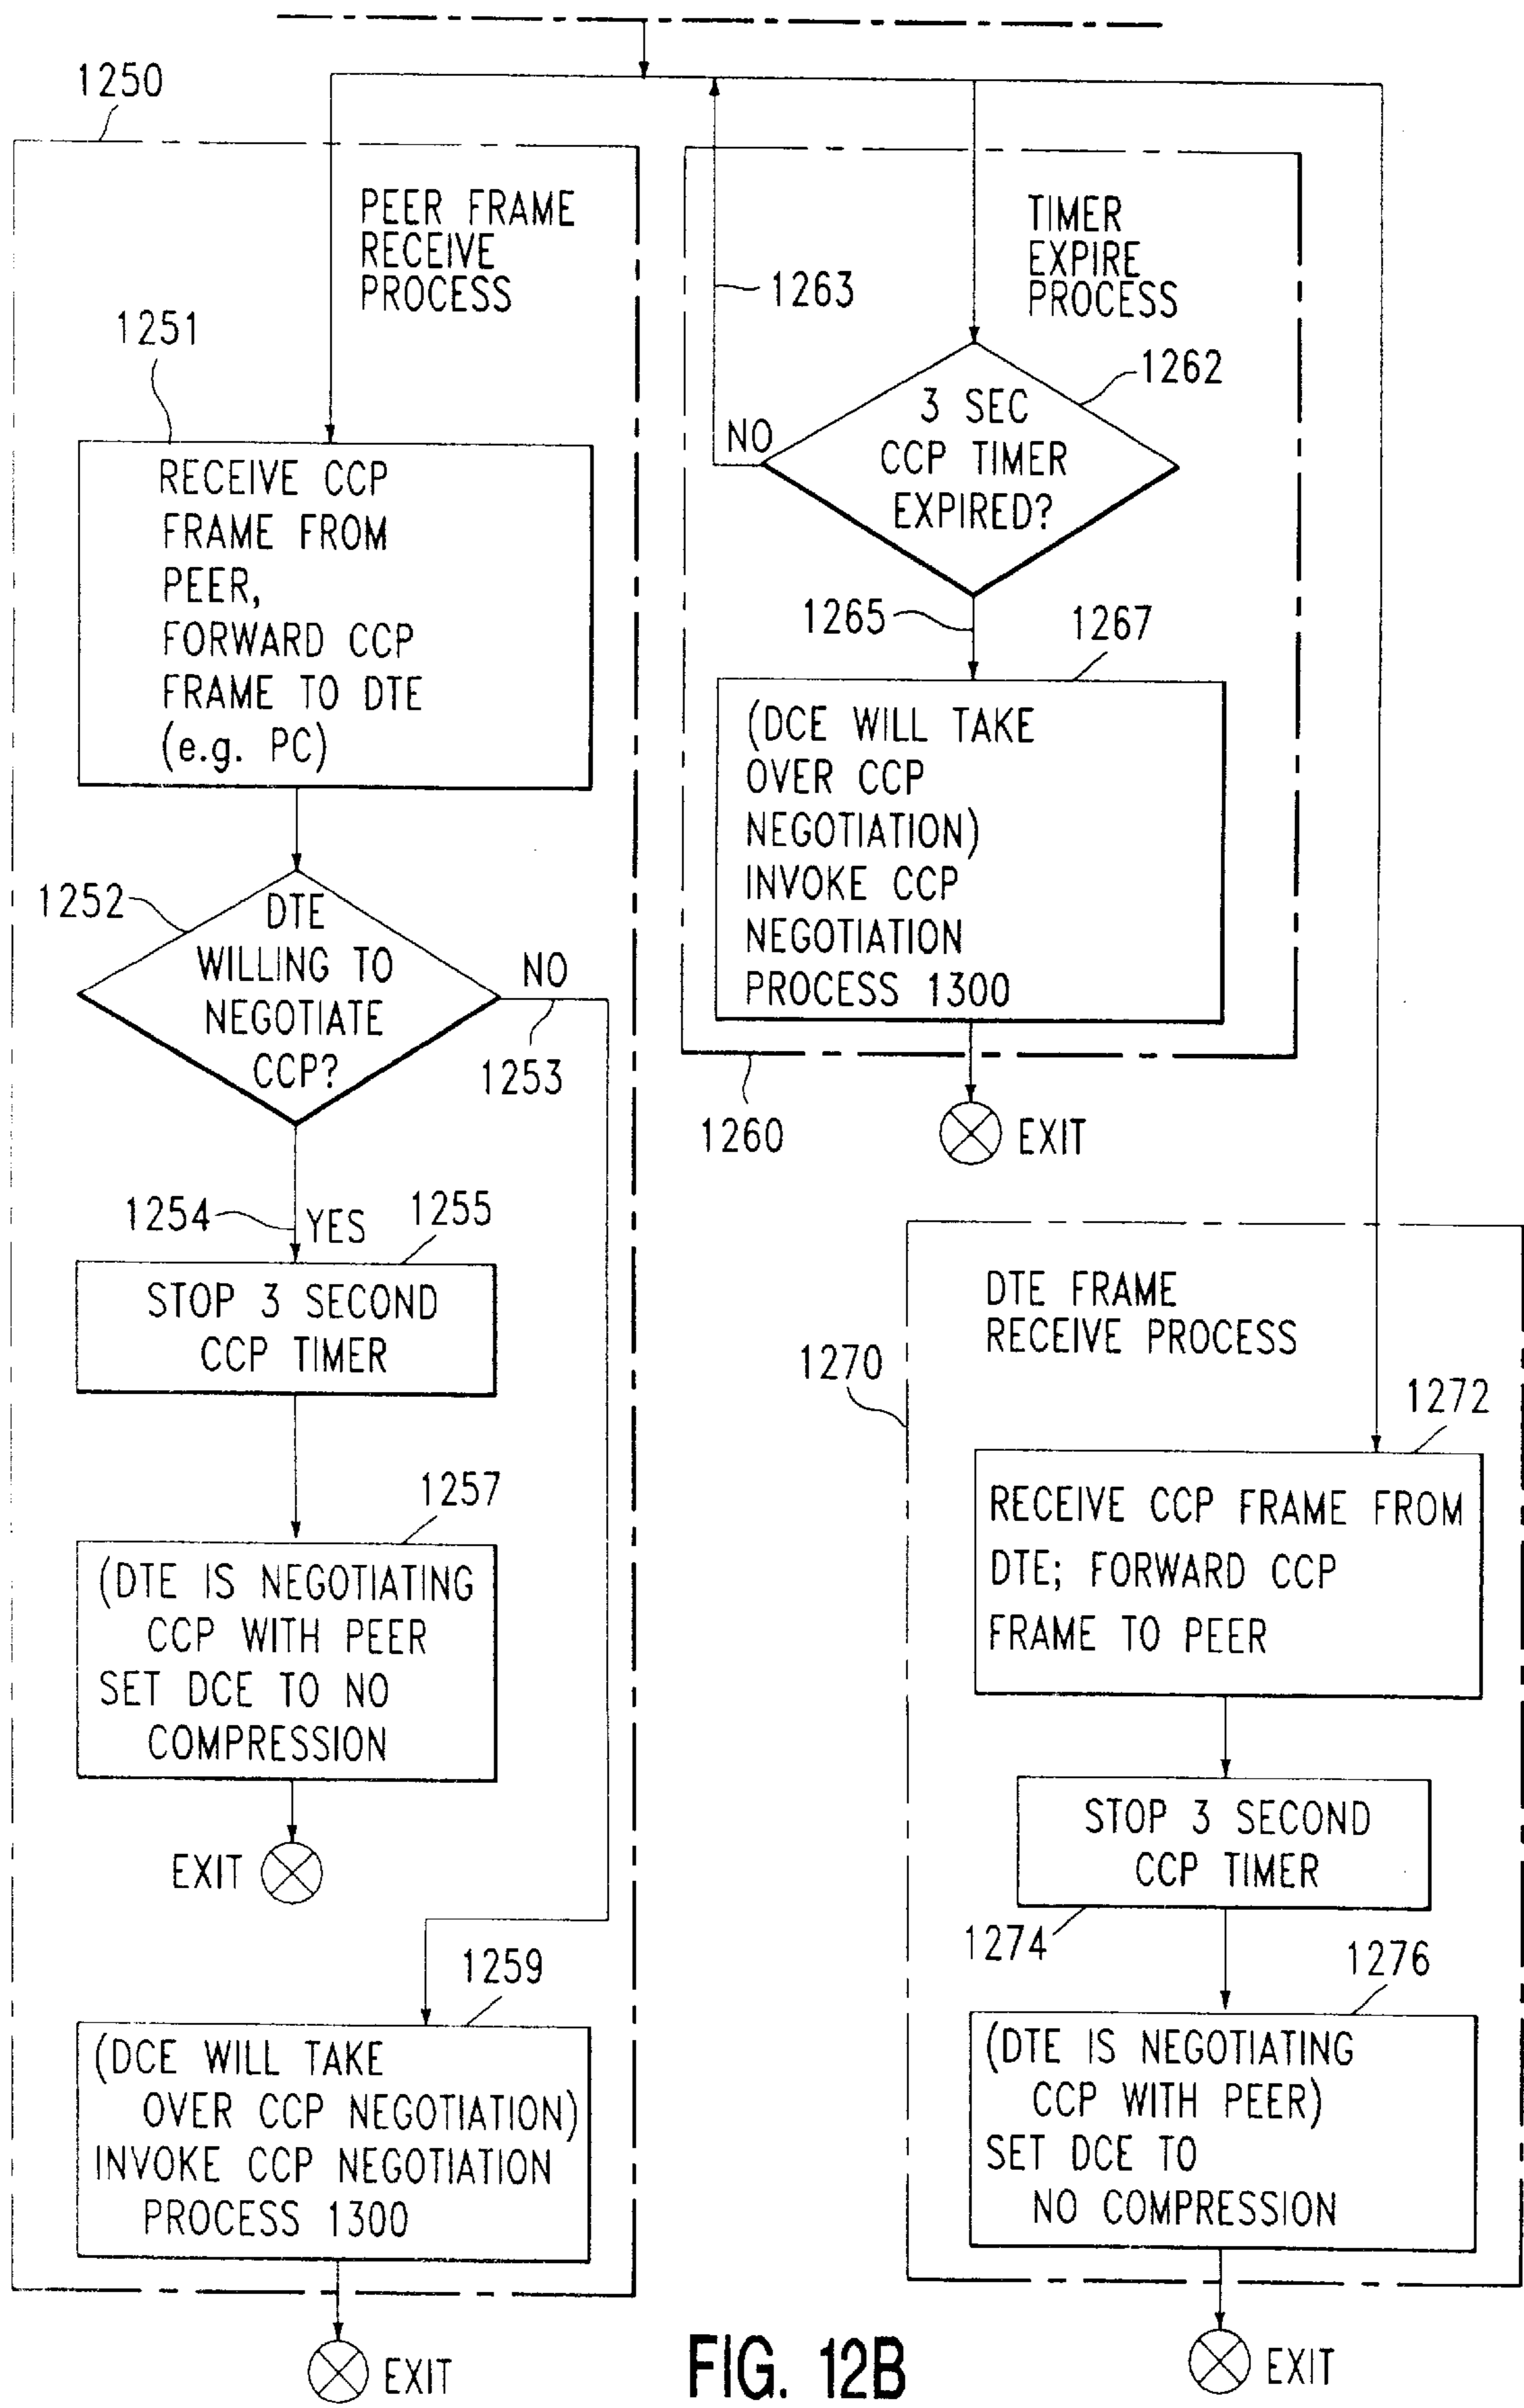 1250
PEER FRAME
RECEIVE
PROCESS
1251
RECEIVE CCP
FRAME FROM
PEER,
FORWARD CCP
FRAME TO DTE
(e.g. PC)
1252
DTE
WILLING TO
NEGOTIATE
CCP?
NO
1253
1254
YES
1255
STOP 3 SECOND
CCP TIMER
1257
(DTE IS NEGOTIATING
CCP WITH PEER
SET DCE TO NO
COMPRESSION
EXIT
1259
(DCE WILL TAKE
OVER CCP NEGOTIATION)
INVOKE CCP NEGOTIATION
PROCESS 1300
EXIT
TIMER
EXPIRE
PROCESS
1263
1262
3 SEC
CCP TIMER
EXPIRED?
NO
1265
1267
(DCE WILL TAKE
OVER CCP
NEGOTIATION)
INVOKE CCP
NEGOTIATION
PROCESS 1300
1260
EXIT
DTE FRAME
RECEIVE PROCESS
1270
1272
RECEIVE CCP FRAME FROM
DTE; FORWARD CCP
FRAME TO PEER
STOP 3 SECOND
CCP TIMER
1274
1276
(DTE IS NEGOTIATING
CCP WITH PEER)
SET DCE TO
NO COMPRESSION
EXIT
FIG. 12B